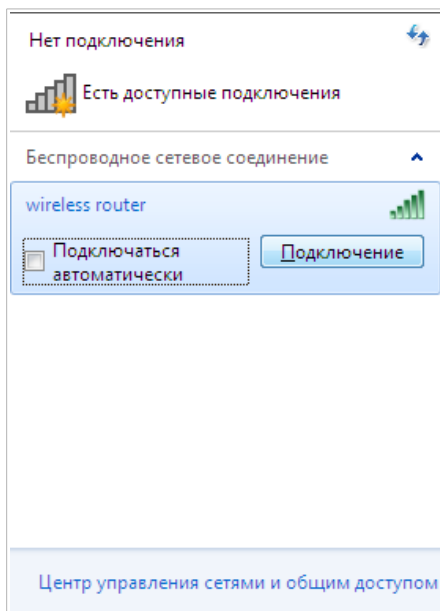 Нет подключения
Есть доступные подключения
Беспроводное сетевое соединение
wireless router
Подключаться
автоматически
Подключение
Центр управления сетями и общим доступом